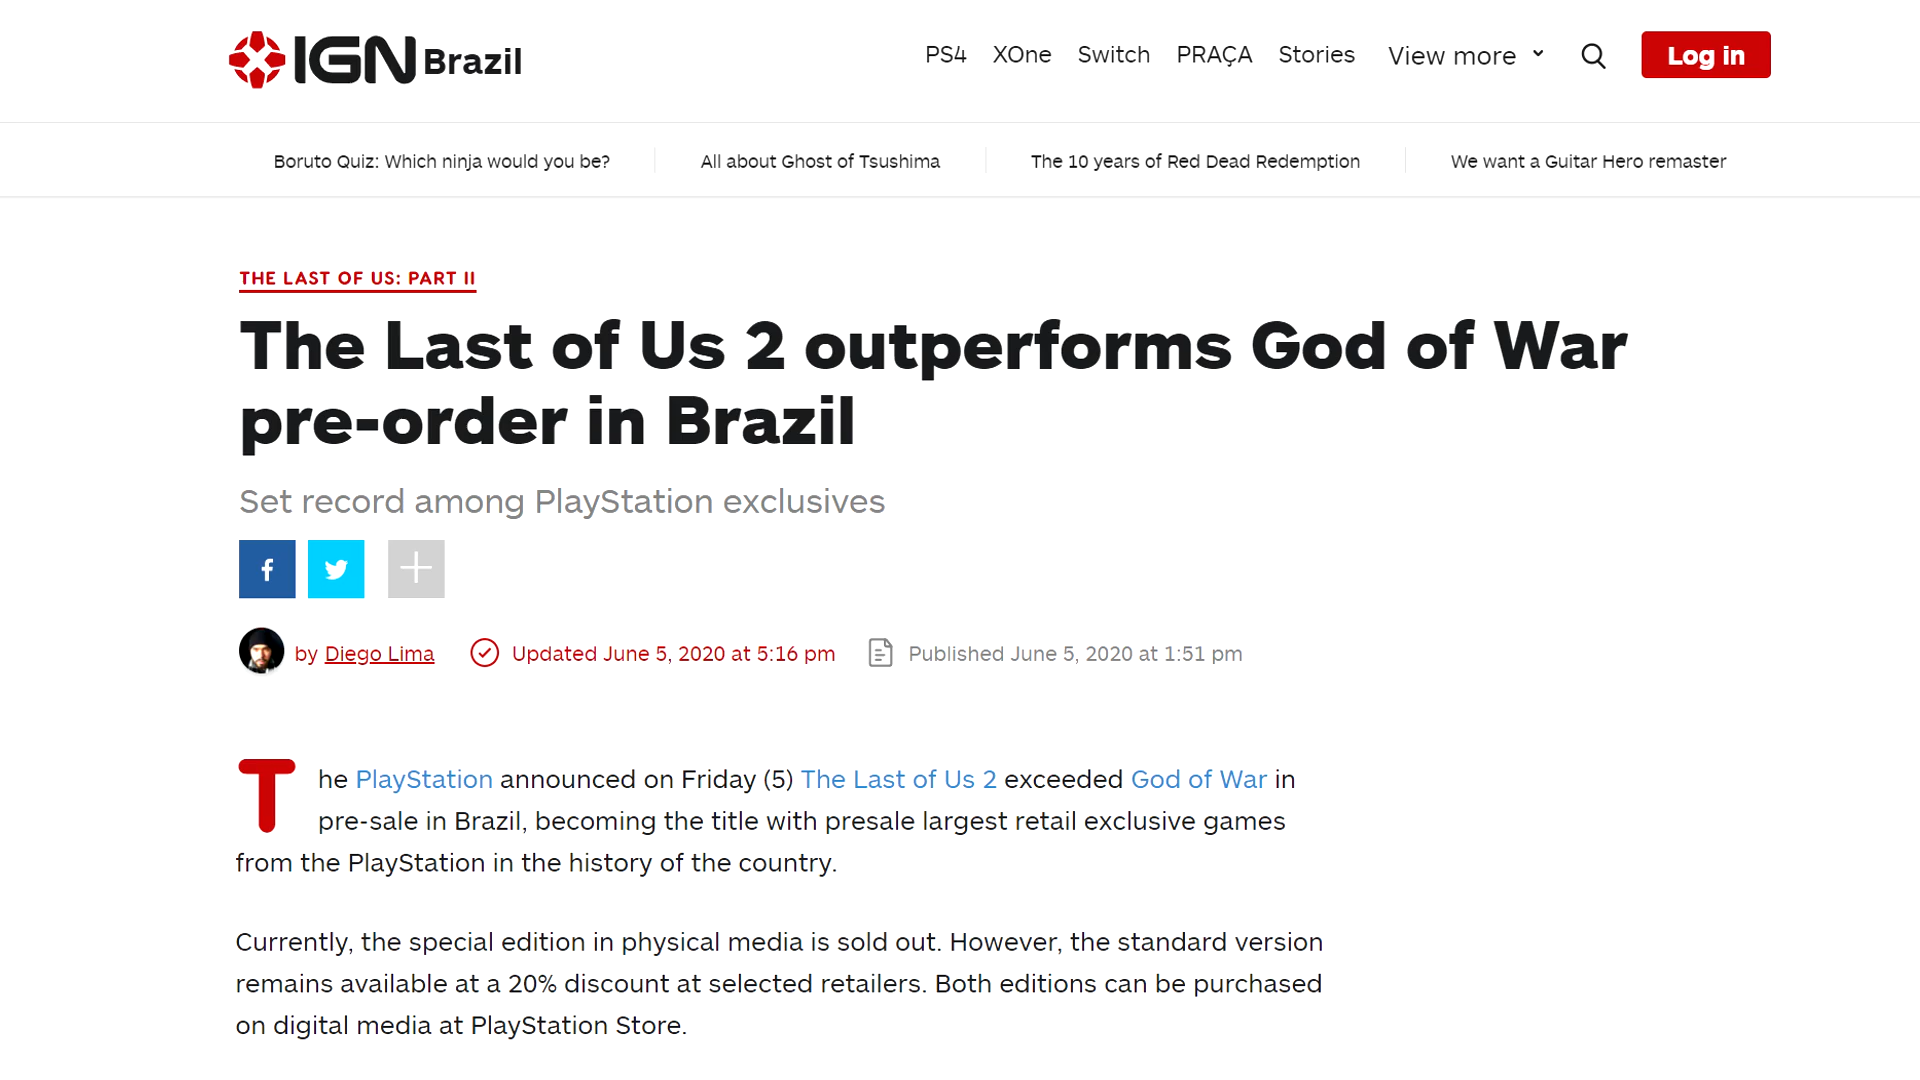 IGN Brazil
PS4 XOne Switch PRAÇA Stories View more Log in
Boruto Quiz: Which ninja would you be? All about Ghost of Tsushima The 10 years of Red Dead Redemption We want a Guitar Hero remaster
THE LAST OF US: PART II
The Last of Us 2 outperforms God of War
pre-order in Brazil
Set record among PlayStation exclusives
by Diego Lima Updated June 5, 2020 at 5:16 pm Published June 5, 2020 at 1:51 pm
The PlayStation announced on Friday (5) The Last of Us 2 exceeded God of War in
pre-sale in Brazil, becoming the title with presale largest retail exclusive games
from the PlayStation in the history of the country.
Currently, the special edition in physical media is sold out. However, the standard version
remains available at a 20% discount at selected retailers. Both editions can be purchased
on digital media at PlayStation Store.